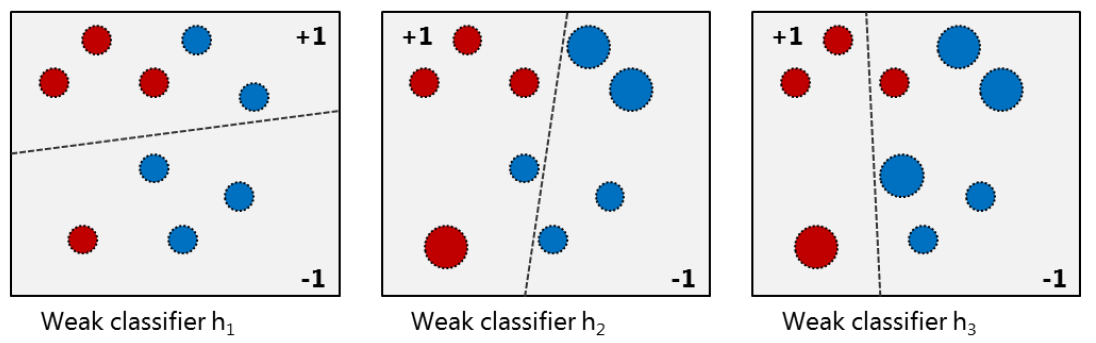 +1
-1
Weak classifier h₁
+1
-1
Weak classifier h₂
+1
-1
Weak classifier h₃